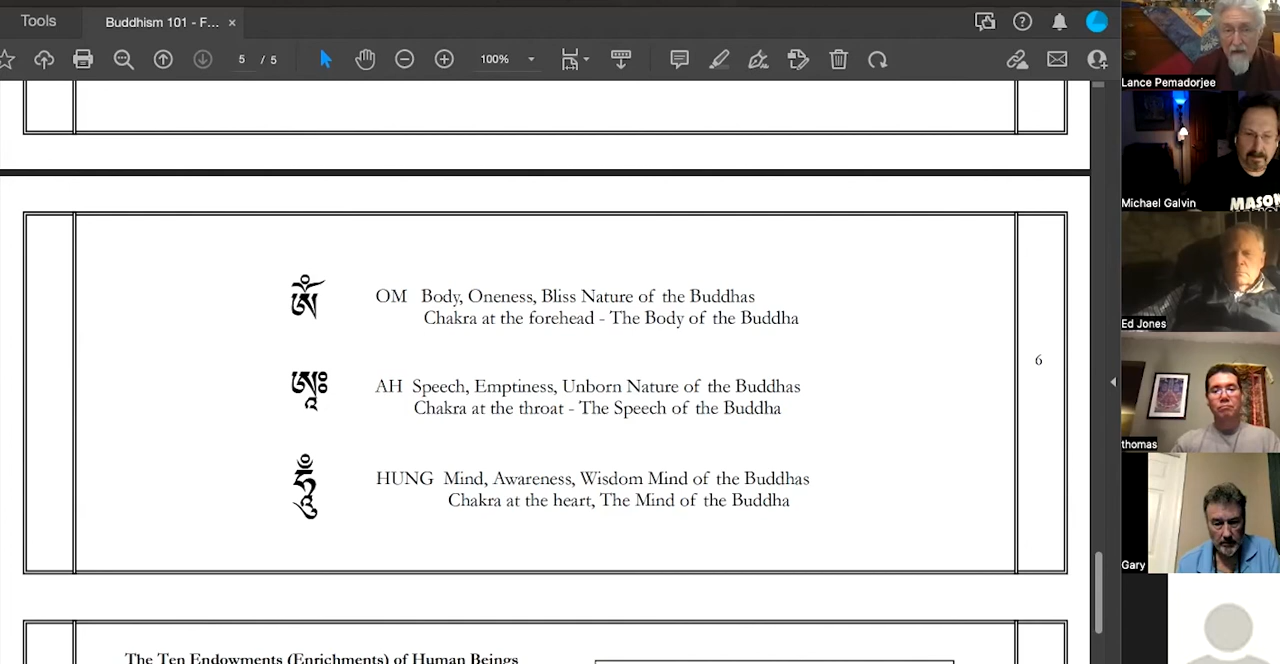 Tools
Buddhism 101 - F... ×
5 / 5
100%
ཨོཾ
OM Body, Oneness, Bliss Nature of the Buddhas
Chakra at the forehead - The Body of the Buddha
6
ཨཱཿ
AH Speech, Emptiness, Unborn Nature of the Buddhas
Chakra at the throat - The Speech of the Buddha
ཧཱུྃ
HUNG Mind, Awareness, Wisdom Mind of the Buddhas
Chakra at the heart, The Mind of the Buddha
The Ten Endowments (Enrichments) of Human Beings
Lance Pemadorjee
MASON
Michael Galvin
Ed Jones
thomas
Gary